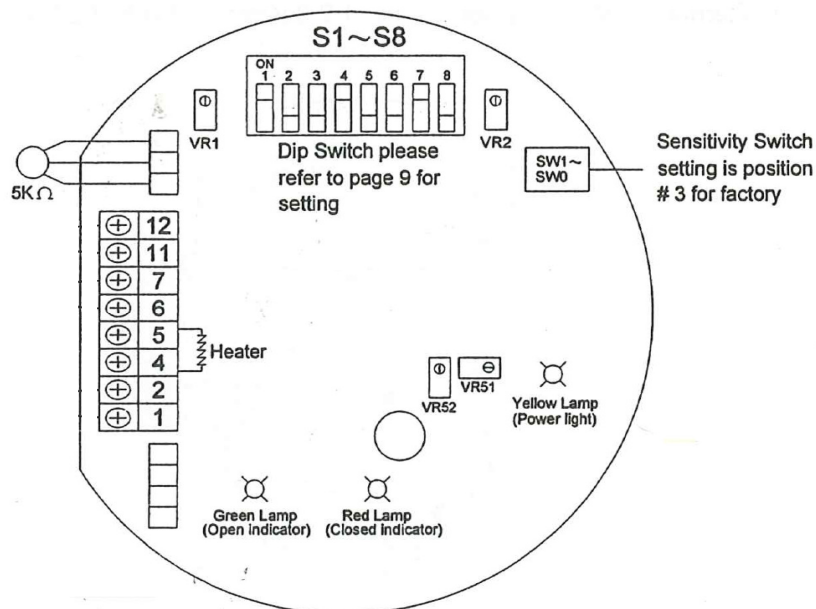 S1～S8
ON
1 2 3 4 5 6 7 8
VR1
VR2
Dip Switch please
refer to page 9 for
setting
SW1～
SW0
Sensitivity Switch
setting is position
# 3 for factory
5KΩ
12
11
7
6
5
4
2
1
Heater
VR52
VR51
Yellow Lamp
(Power light)
Green Lamp
(Open indicator)
Red Lamp
(Closed indicator)